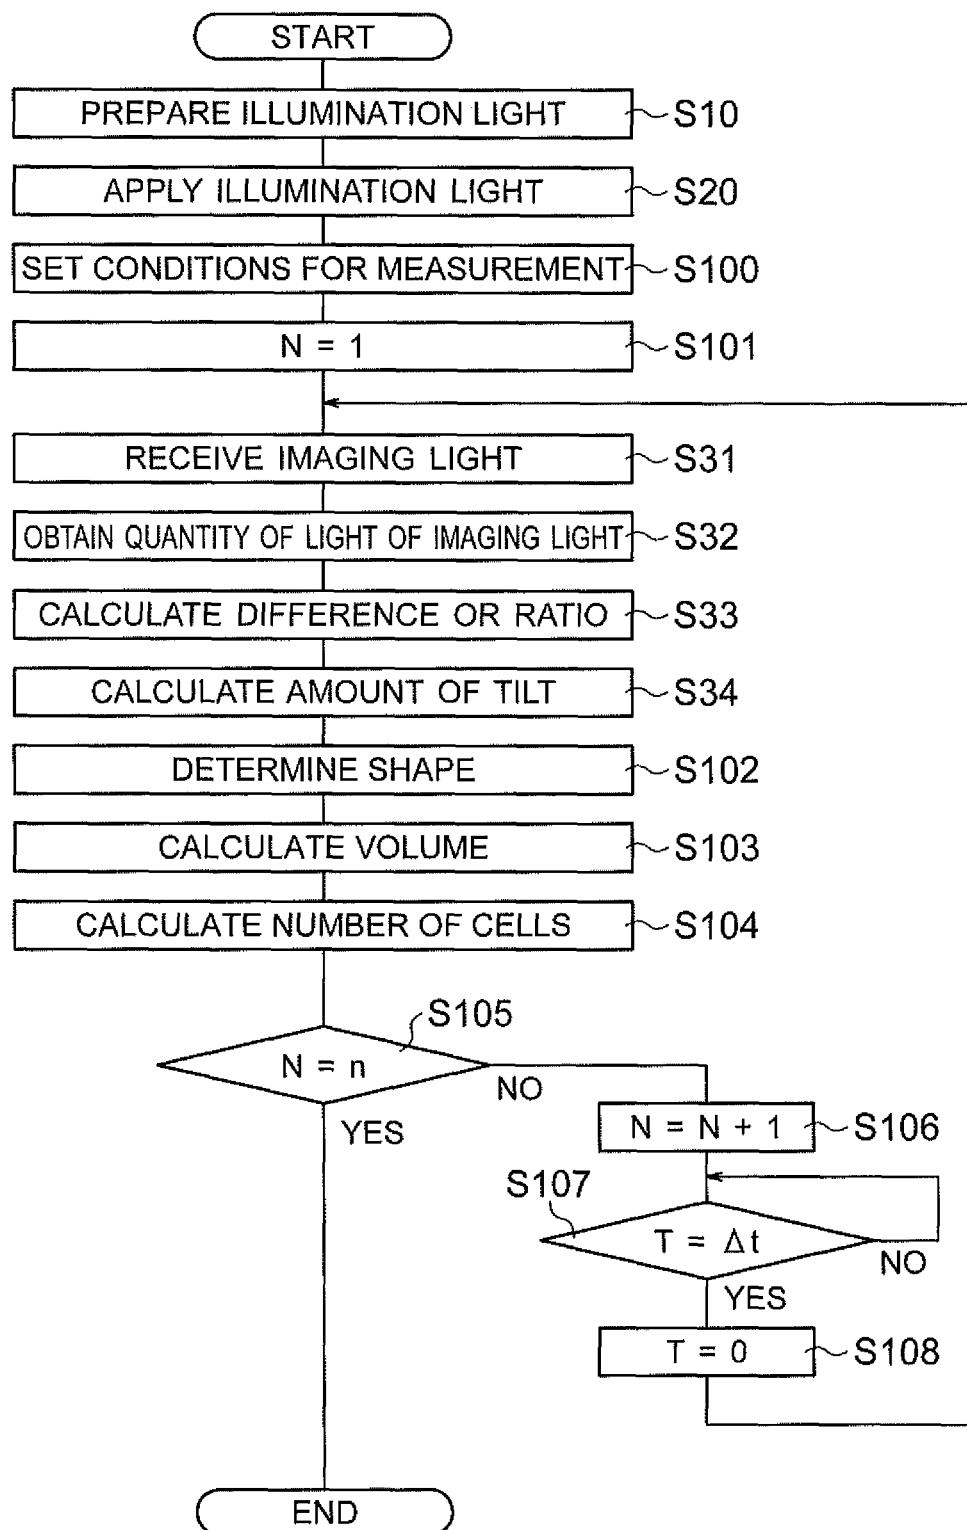 START
PREPARE ILLUMINATION LIGHT S10
APPLY ILLUMINATION LIGHT S20
SET CONDITIONS FOR MEASUREMENT S100
N = 1 S101
RECEIVE IMAGING LIGHT S31
OBTAIN QUANTITY OF LIGHT OF IMAGING LIGHT S32
CALCULATE DIFFERENCE OR RATIO S33
CALCULATE AMOUNT OF TILT S34
DETERMINE SHAPE S102
CALCULATE VOLUME S103
CALCULATE NUMBER OF CELLS S104
S105
N = n
NO
YES
N = N + 1 S106
S107
T = Δt
NO
YES
T = 0 S108
END